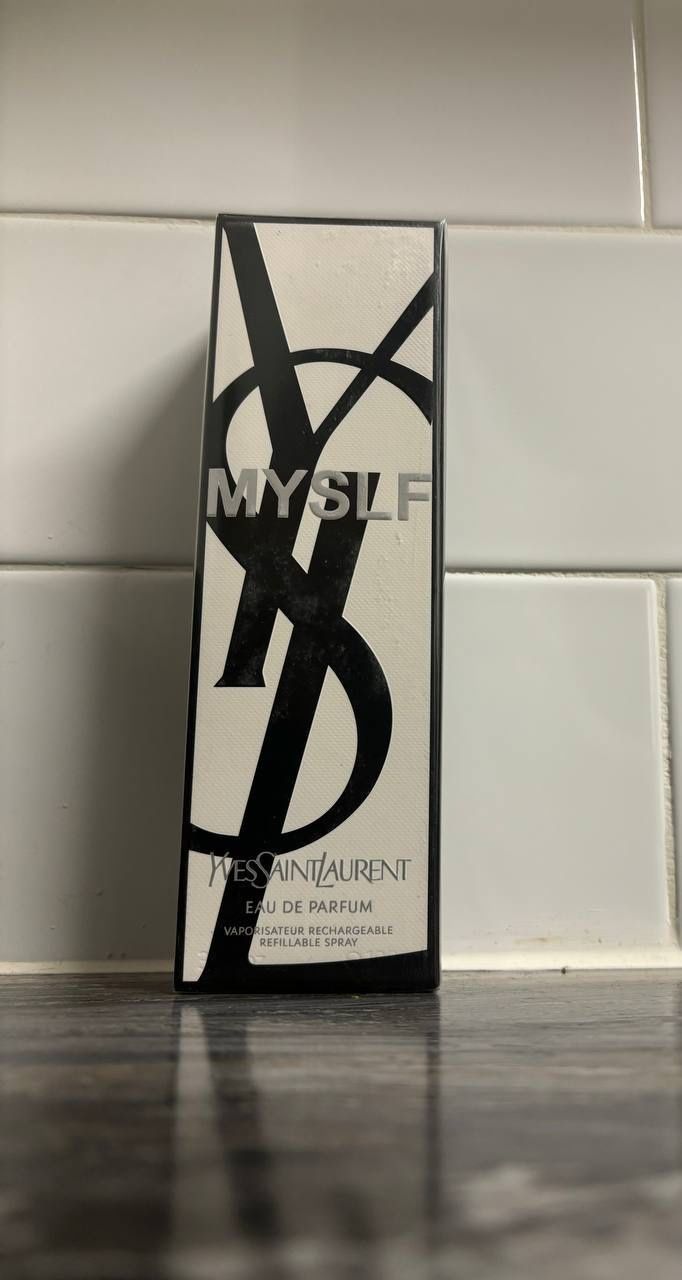 MYSLF
YVESSAINTLAURENT
EAU DE PARFUM
VAPORISATEUR RECHARGEABLE
REFILLABLE SPRAY